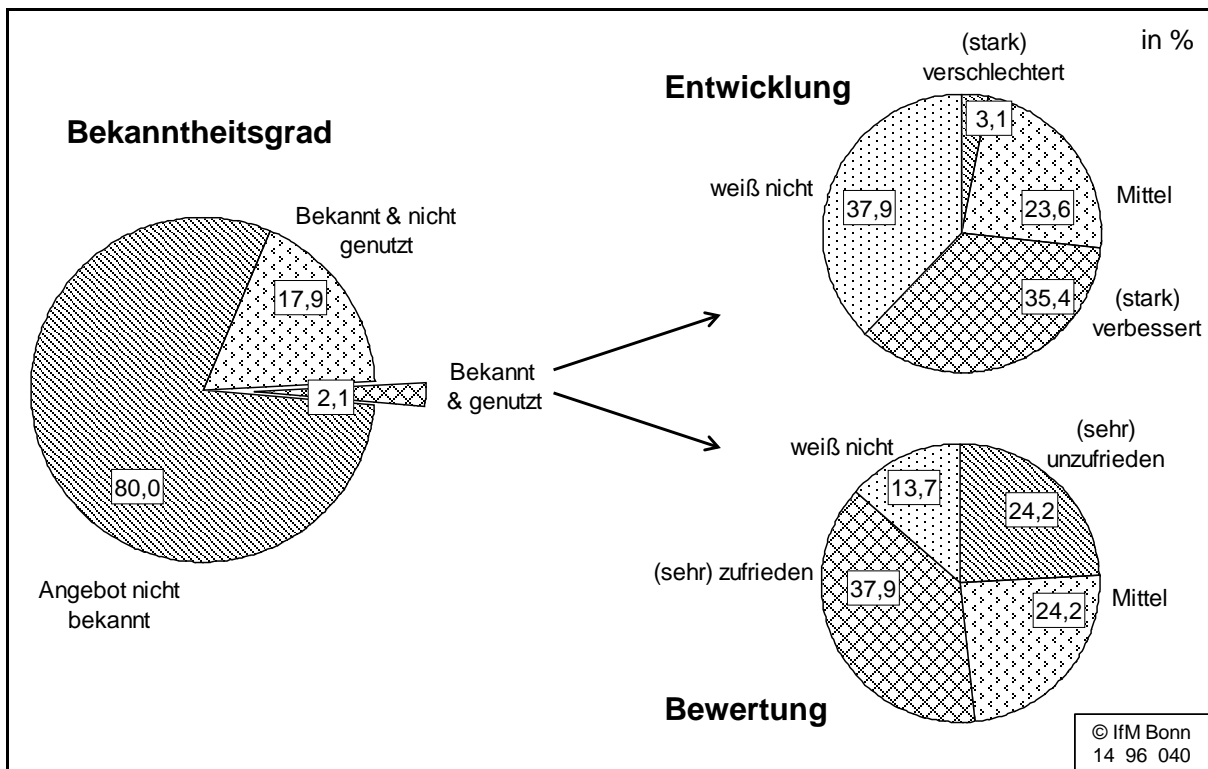 in %
Bekanntheitsgrad
Bekannt & nicht
genutzt
17,9
2,1
Bekannt
& genutzt
80,0
Angebot nicht
bekannt
Entwicklung
(stark)
verschlechtert
3,1
Mittel
23,6
(stark)
verbessert
35,4
weiß nicht
37,9
Bewertung
(sehr)
unzufrieden
24,2
Mittel
24,2
(sehr) zufrieden
37,9
weiß nicht
13,7
© IfM Bonn
14 96 040